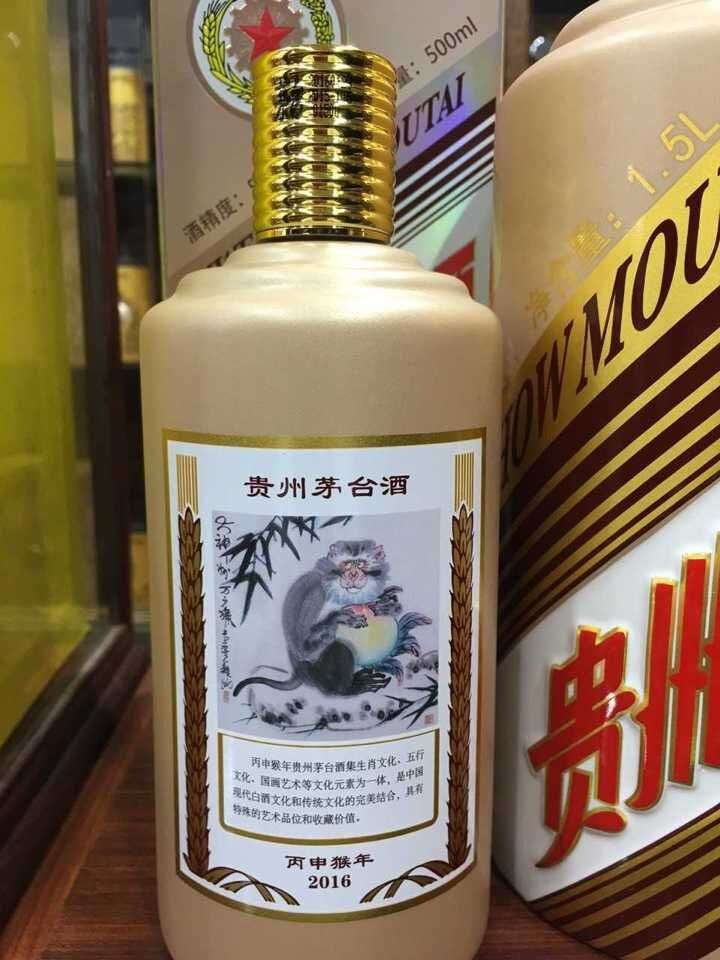 量：500ml
OUTAI
酒精度：5
1.5L
净含量：
HOW MOU
贵州
贵州茅台酒
丙申猴年贵州茅台酒集生肖文化、五行
文化、国画艺术等文化元素为一体，是中国
现代白酒文化和传统文化的完美结合，具有
特殊的艺术品位和收藏价值。
丙申猴年
2016